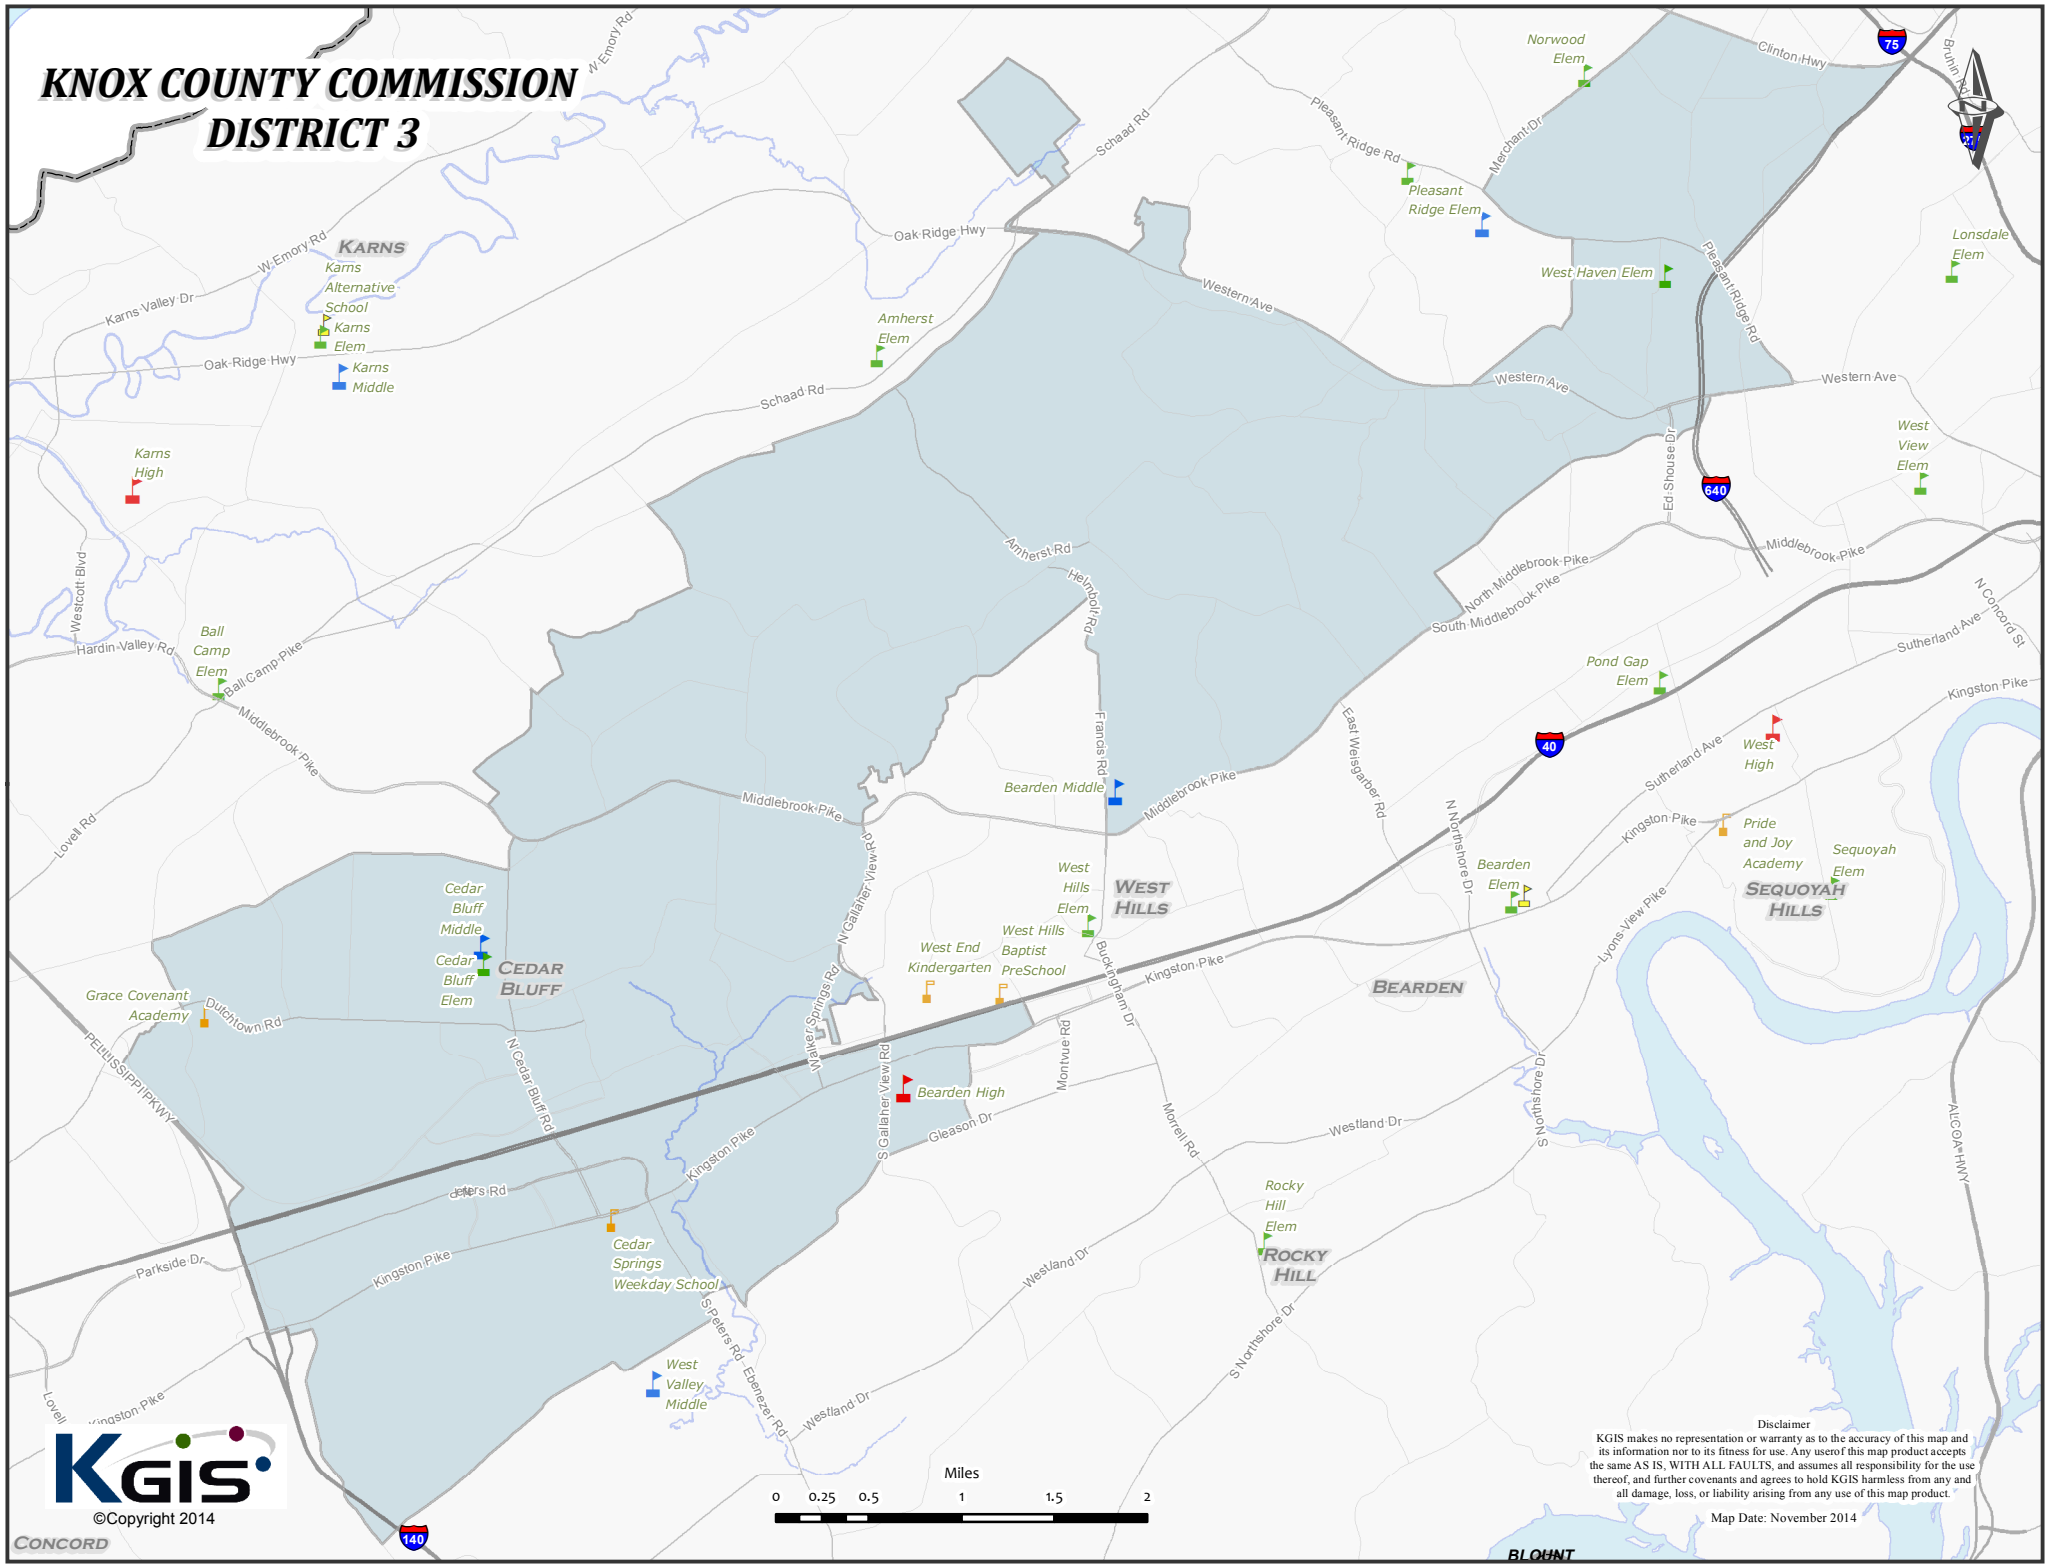 KNOX COUNTY COMMISSION
DISTRICT 3
W Emory Rd
Norwood
Elem
Clinton Hwy
75
Bruhin Rd
N
Schaad Rd
Pleasant Ridge Rd
Merchant Dr
Pleasant
Ridge Elem
KARNS
Karns
Alternative
School
Karns
Elem
Karns
Middle
W Emory Rd
Karns Valley Dr
Oak Ridge Hwy
Oak Ridge Hwy
Western Ave
West Haven Elem
Pleasant Ridge Rd
Lonsdale
Elem
Amherst
Elem
Schaad Rd
Western Ave
Western Ave
Karns
High
West
View
Elem
Ed Shouse Dr
640
Amherst Rd
Helmbolt Rd
Middlebrook Pike
North Middlebrook Pike
South Middlebrook Pike
Westcott Blvd
Hardin Valley Rd
Ball
Camp
Elem
Ball Camp Pike
Middlebrook Pike
N Concord St
Sutherland Ave
Kingston Pike
Pond Gap
Elem
40
West
High
Sutherland Ave
East Weisgarber Rd
Francis Rd
Bearden Middle
Middlebrook Pike
Middlebrook Pike
Lovell Rd
N Gallaher View Rd
N Northshore Dr
Kingston Pike
Pride
and Joy
Academy
Sequoyah
Elem
SEQUOYAH
HILLS
Bearden
Elem
West
Hills
Elem
WEST
HILLS
Cedar
Bluff
Middle
Cedar
Bluff
Elem
CEDAR
BLUFF
West End
Kindergarten
West Hills
Baptist
PreSchool
Buckingham Dr
Kingston Pike
BEARDEN
Lyons View Pike
Grace Covenant
Academy
Dutchtown Rd
PELLISSIPPI PKWY
N Cedar Bluff Rd
Walker Springs Rd
S Gallaher View Rd
Bearden High
Montvue Rd
Gleason Dr
Morrell Rd
Westland Dr
S Northshore Dr
ALCOA HWY
Kingston Pike
Peters Rd
Parkside Dr
Kingston Pike
Cedar
Springs
Weekday School
Rocky
Hill
Elem
ROCKY
HILL
Westland Dr
S Northshore Dr
S Peters Rd
Ebenezer Rd
West
Valley
Middle
Westland Dr
Lovell
Kingston Pike
KGIS
©Copyright 2014
CONCORD
140
Miles
0 0.25 0.5 1 1.5 2
Disclaimer
KGIS makes no representation or warranty as to the accuracy of this map and
its information nor to its fitness for use. Any userof this map product accepts
the same AS IS, WITH ALL FAULTS, and assumes all responsibility for the use
thereof, and further covenants and agrees to hold KGIS harmless from any and
all damage, loss, or liability arising from any use of this map product.
Map Date: November 2014
BLOUNT